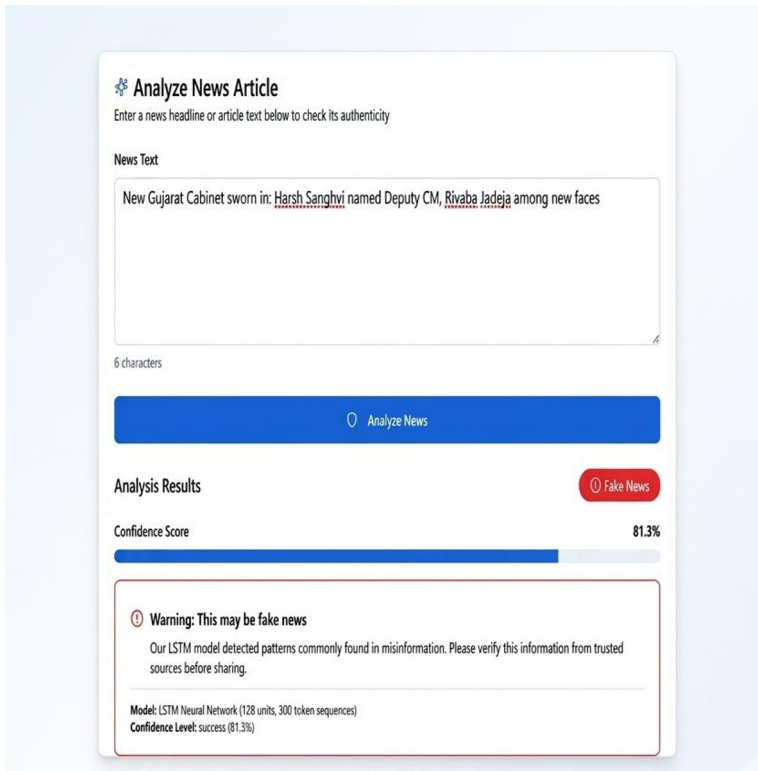 Analyze News Article
Enter a news headline or article text below to check its authenticity
News Text
New Gujarat Cabinet sworn in: Harsh Sanghvi named Deputy CM, Rivaba Jadeja among new faces
6 characters
Analyze News
Analysis Results
Fake News
Confidence Score
81.3%
Warning: This may be fake news
Our LSTM model detected patterns commonly found in misinformation. Please verify this information from trusted
sources before sharing.
Model: LSTM Neural Network (128 units, 300 token sequences)
Confidence Level: success (81.3%)